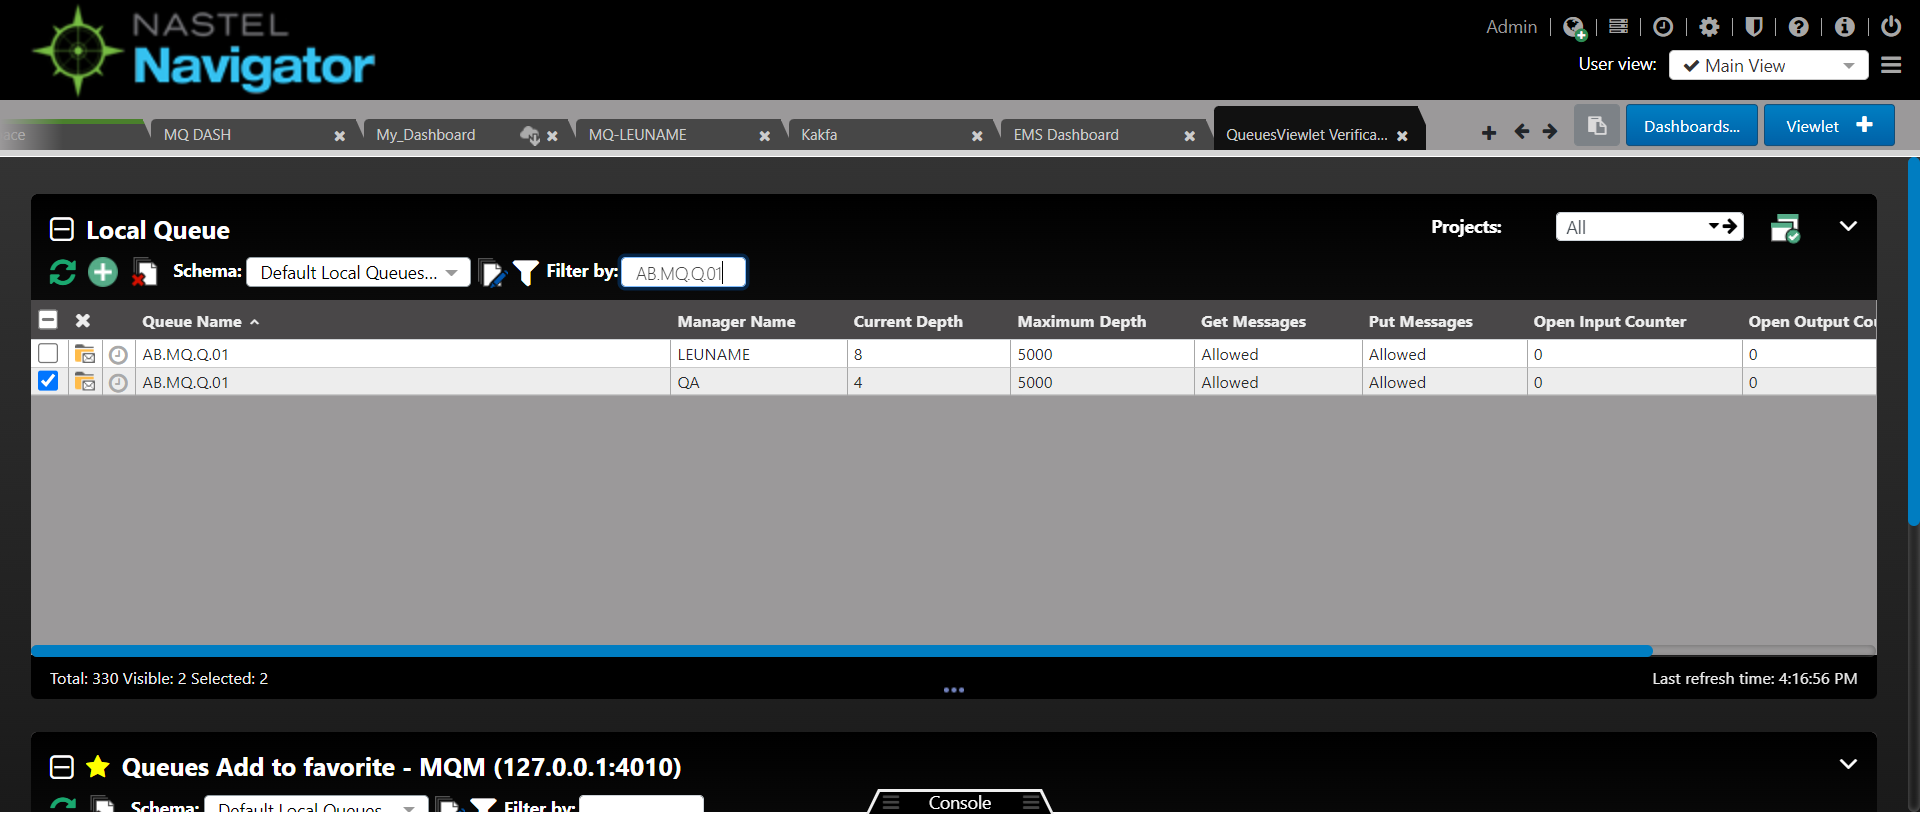 NASTEL
Navigator
Admin
User view: Main View
ace
MQ DASH
My_Dashboard
MQ-LEUNAME
Kakfa
EMS Dashboard
QueuesViewlet Verifica...
Dashboards...
Viewlet
Local Queue
Projects: All
Schema: Default Local Queues... Filter by: AB.MQ.Q.01
Queue Name Manager Name Current Depth Maximum Depth Get Messages Put Messages Open Input Counter Open Output Cou
AB.MQ.Q.01 LEUNAME 8 5000 Allowed Allowed 0 0
AB.MQ.Q.01 QA 4 5000 Allowed Allowed 0 0
Total: 330 Visible: 2 Selected: 2
Last refresh time: 4:16:56 PM
Queues Add to favorite - MQM (127.0.0.1:4010)
Schema: Default Local Queues Filter by:
Console